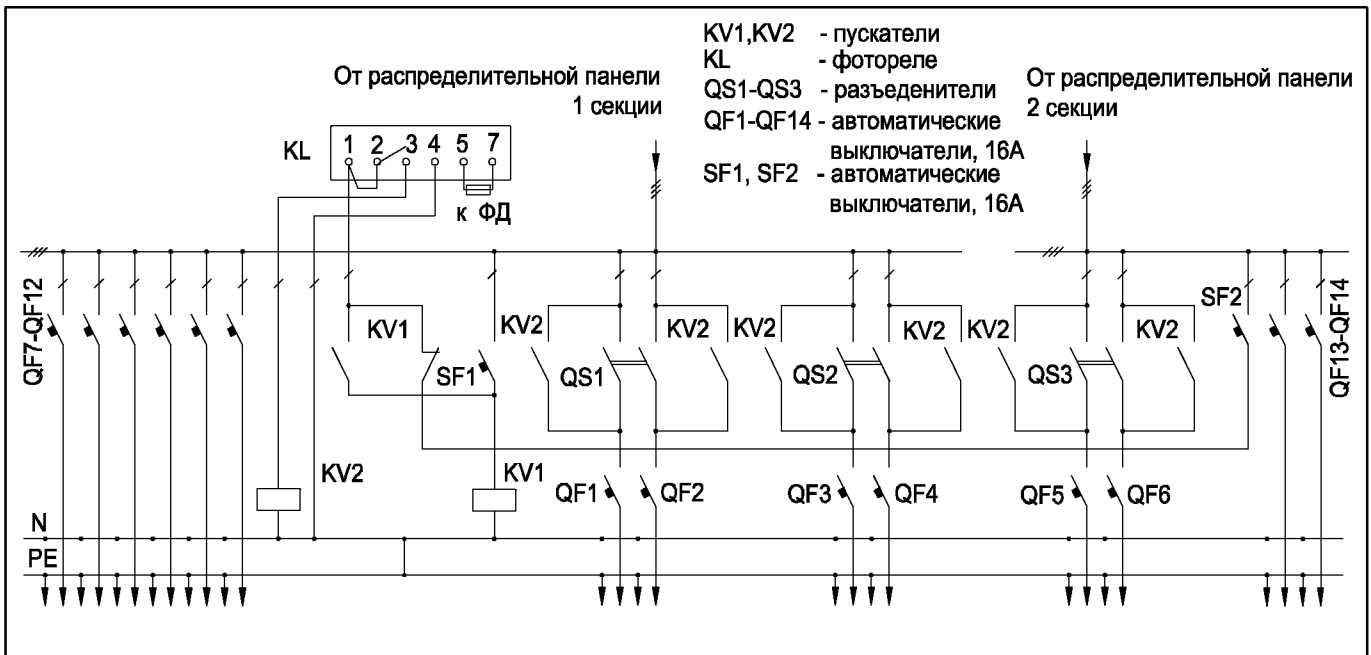 KV1,KV2 - пускатели
KL - фотореле
QS1-QS3 - разъеденители
QF1-QF14 - автоматические
выключатели, 16А
SF1, SF2 - автоматические
выключатели, 16А
От распределительной панели
1 секции
От распределительной панели
2 секции
KL
1 2 3 4 5 7
к ФД
QF7-QF12
KV1
SF1
KV2
QS1
KV2
KV2
QS2
KV2
KV2
QS3
KV2
SF2
QF13-QF14
KV2
KV1
QF1
QF2
QF3
QF4
QF5
QF6
N
PE